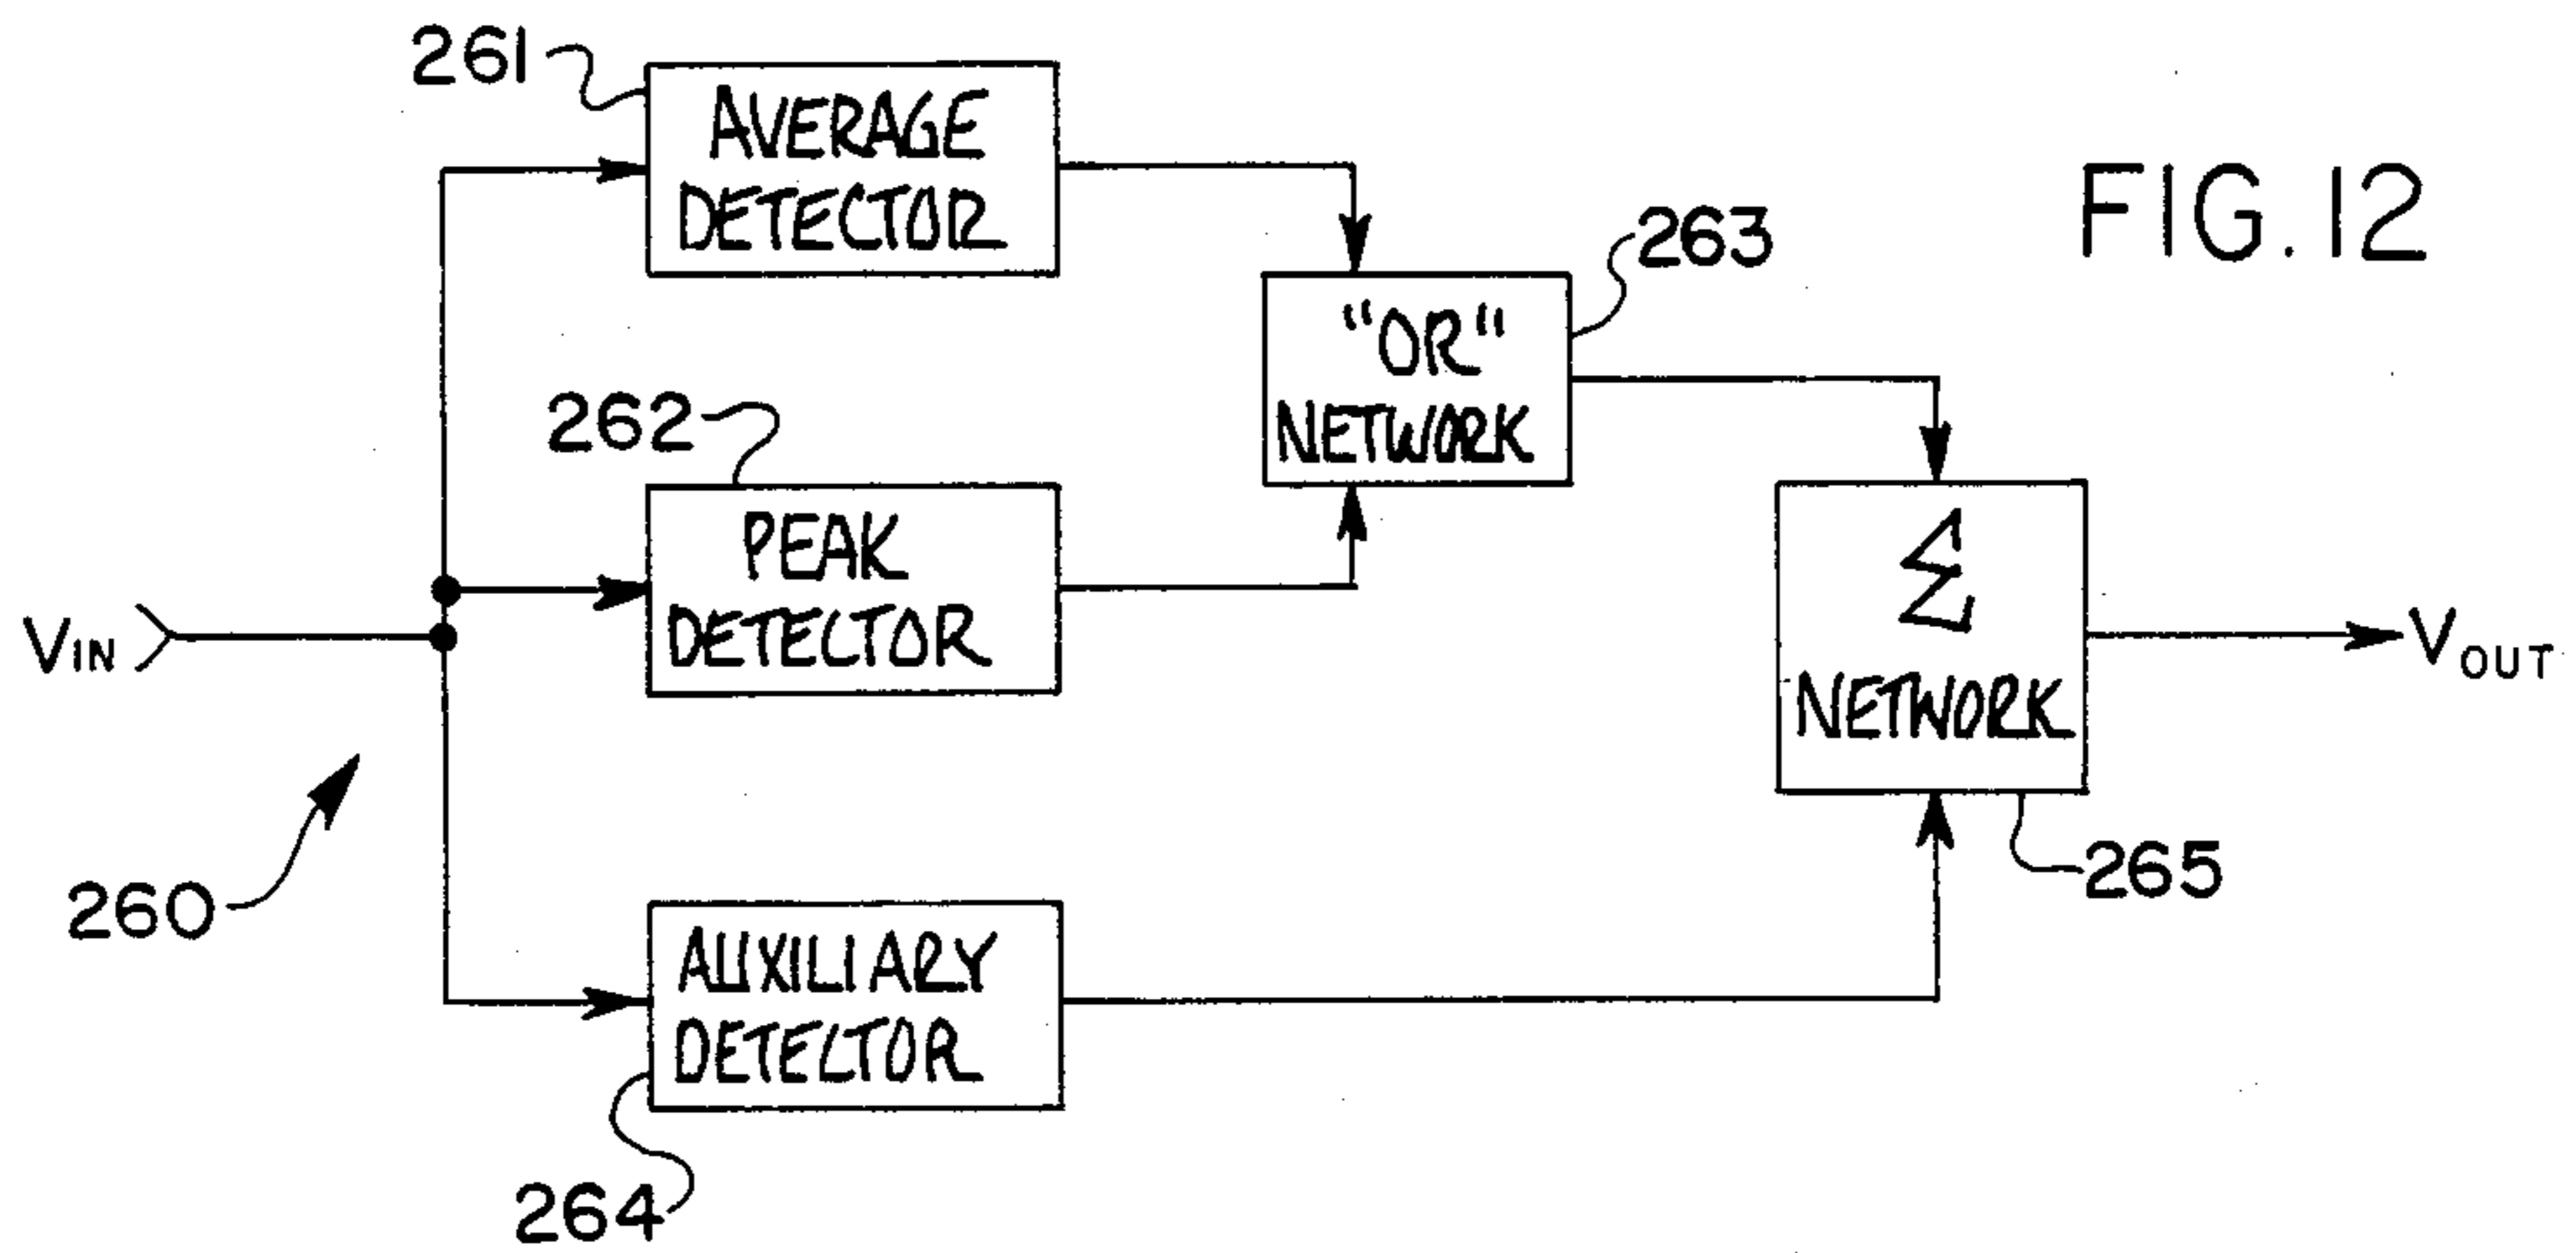 261
AVERAGE
DETECTOR
FIG. 12
263
"OR"
NETWORK
262
PEAK
DETECTOR
VIN
Σ
NETWORK
VOUT
260
265
AUXILIARY
DETECTOR
264